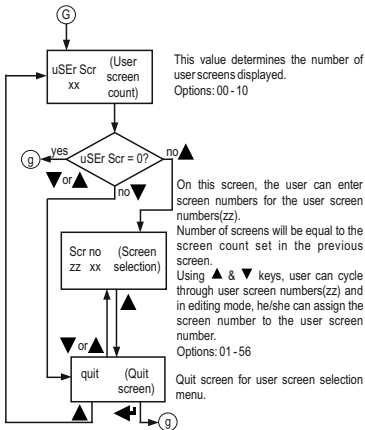 G
uSEr Scr (User
xx screen
count)
This value determines the number of
user screens displayed.
Options: 00 - 10
yes
uSEr Scr = 0?
no▲
g
▼or▲
no▼
On this screen, the user can enter
screen numbers for the user screen
numbers(zz).
Number of screens will be equal to the
screen count set in the previous
screen.
Using ▲ & ▼ keys, user can cycle
through user screen numbers(zz) and
in editing mode, he/she can assign the
screen number to the user screen
number.
Options: 01 - 56
Scr no (Screen
zz xx selection)
▲
▼or▲
quit (Quit
screen)
Quit screen for user screen selection
menu.
▲
g